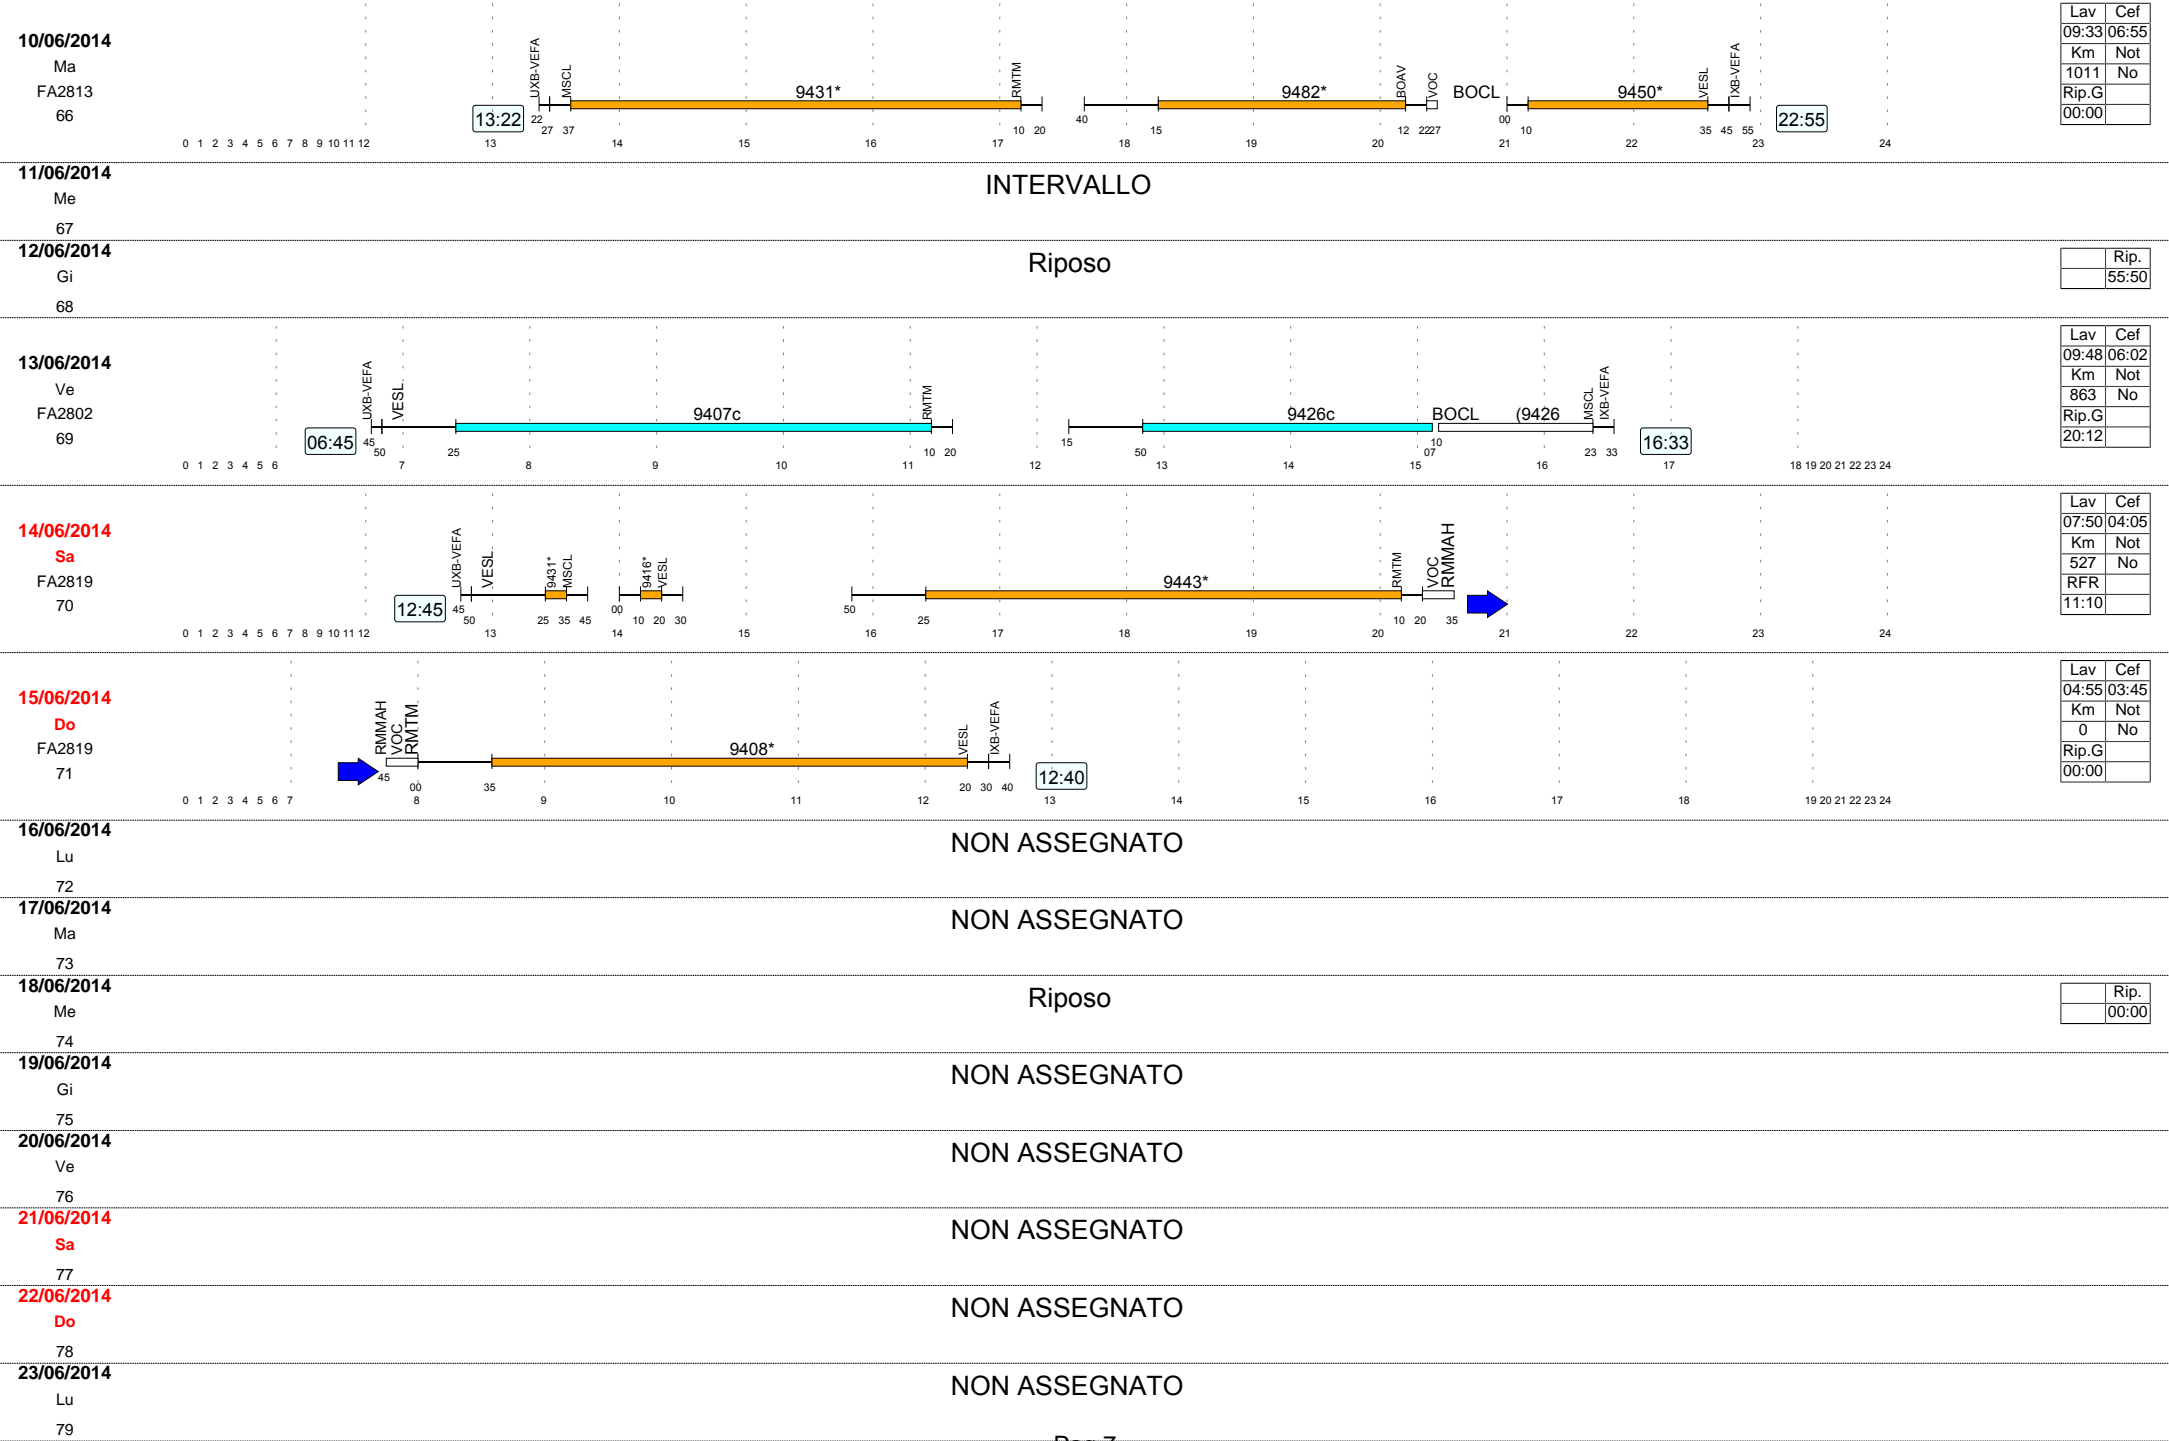 10/06/2014
Ma
FA2813
66
13:22
UXB-VEFA
MSCL
9431*
RMTM
9482*
BOAV
VOC
BOCL
9450*
VESL
IXB-VEFA
22:55
22 27 37 10 20 40 15 12 22 27 00 10 35 45 55
0 1 2 3 4 5 6 7 8 9 10 11 12 13 14 15 16 17 18 19 20 21 22 23 24
Lav Cef
09:33 06:55
Km Not
1011 No
Rip.G
00:00
11/06/2014
Me
67
INTERVALLO
12/06/2014
Gi
68
Riposo
Rip.
55:50
13/06/2014
Ve
FA2802
69
06:45
UXB-VEFA
VESL
9407c
RMTM
9426c
BOCL
(9426
MSCL
IXB-VEFA
16:33
45 50 25 10 20 15 50 07 10 23 33
0 1 2 3 4 5 6 7 8 9 10 11 12 13 14 15 16 17 18 19 20 21 22 23 24
Lav Cef
09:48 06:02
Km Not
863 No
Rip.G
20:12
14/06/2014
Sa
FA2819
70
12:45
UXB-VEFA
VESL
9431*
MSCL
9416*
VESL
9443*
RMTM
VOC
RMMAH
45 50 25 35 45 00 10 20 30 50 25 10 20 35
0 1 2 3 4 5 6 7 8 9 10 11 12 13 14 15 16 17 18 19 20 21 22 23 24
Lav Cef
07:50 04:05
Km Not
527 No
RFR
11:10
15/06/2014
Do
FA2819
71
RMMAH
VOC
RMTM
9408*
VESL
IXB-VEFA
12:40
45 00 35 20 30 40
0 1 2 3 4 5 6 7 8 9 10 11 12 13 14 15 16 17 18 19 20 21 22 23 24
Lav Cef
04:55 03:45
Km Not
0 No
Rip.G
00:00
16/06/2014
Lu
72
NON ASSEGNATO
17/06/2014
Ma
73
NON ASSEGNATO
18/06/2014
Me
74
Riposo
Rip.
00:00
19/06/2014
Gi
75
NON ASSEGNATO
20/06/2014
Ve
76
NON ASSEGNATO
21/06/2014
Sa
77
NON ASSEGNATO
22/06/2014
Do
78
NON ASSEGNATO
23/06/2014
Lu
79
NON ASSEGNATO